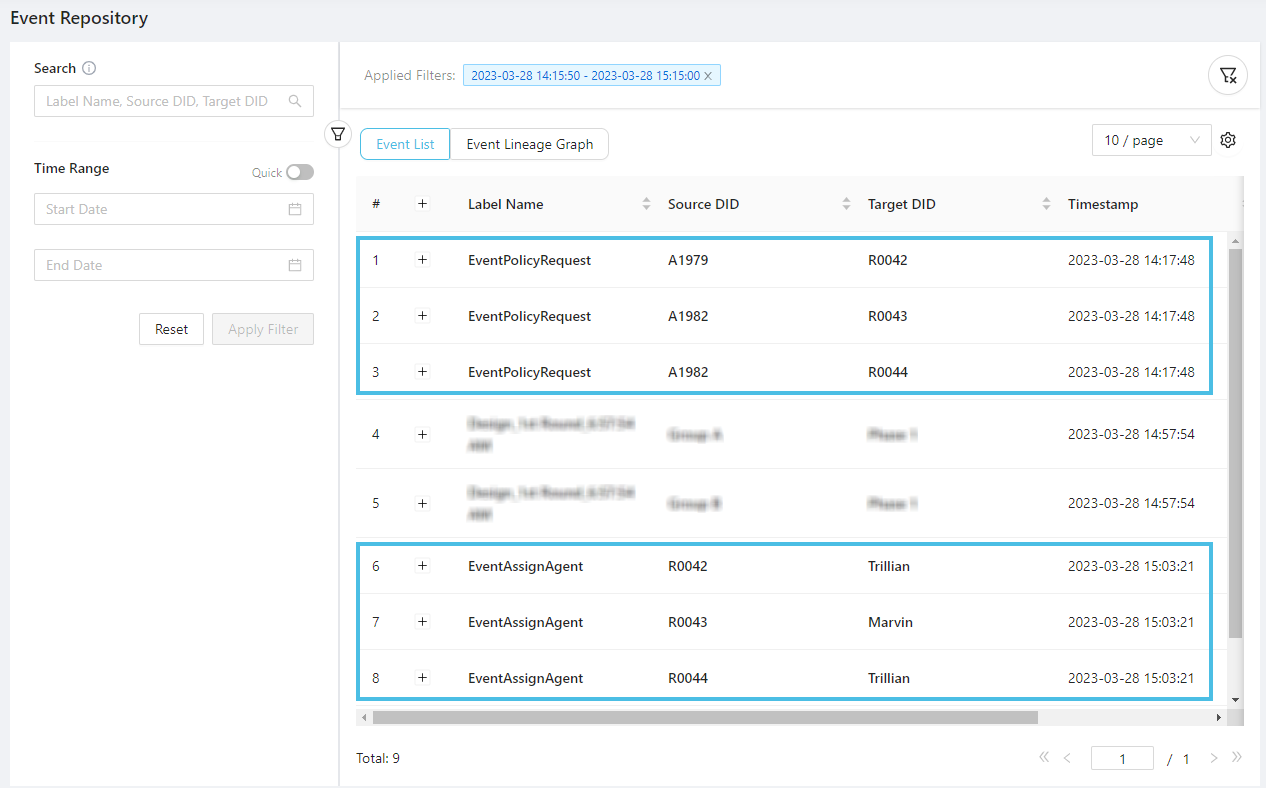 Event Repository
Search
Label Name, Source DID, Target DID
Time Range
Quick
Start Date
End Date
Reset Apply Filter
Applied Filters: 2023-03-28 14:15:50 - 2023-03-28 15:15:00
Event List Event Lineage Graph
10 / page
# + Label Name Source DID Target DID Timestamp
1 + EventPolicyRequest A1979 R0042 2023-03-28 14:17:48
2 + EventPolicyRequest A1982 R0043 2023-03-28 14:17:48
3 + EventPolicyRequest A1982 R0044 2023-03-28 14:17:48
4 + 2023-03-28 14:57:54
5 + 2023-03-28 14:57:54
6 + EventAssignAgent R0042 Trillian 2023-03-28 15:03:21
7 + EventAssignAgent R0043 Marvin 2023-03-28 15:03:21
8 + EventAssignAgent R0044 Trillian 2023-03-28 15:03:21
Total: 9
1 / 1